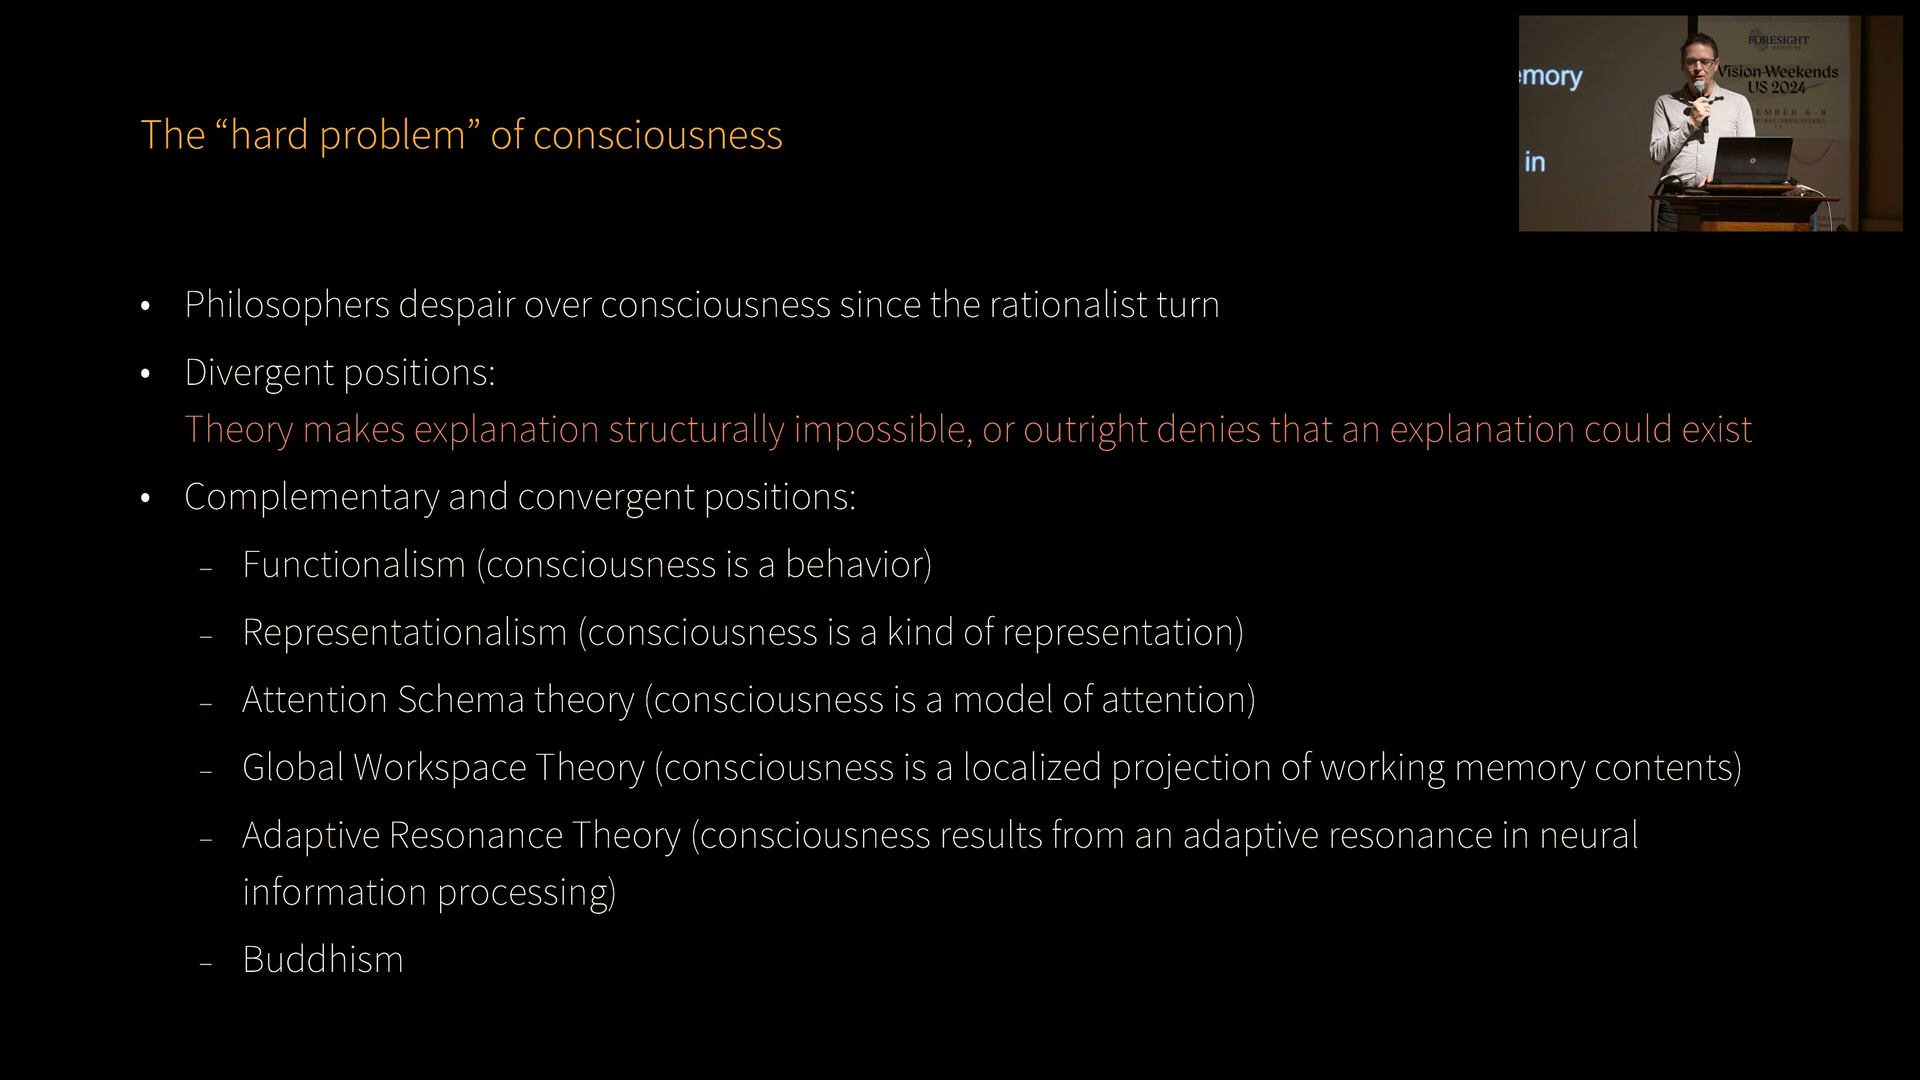 The “hard problem” of consciousness
• Philosophers despair over consciousness since the rationalist turn
• Divergent positions:
Theory makes explanation structurally impossible, or outright denies that an explanation could exist
• Complementary and convergent positions:
– Functionalism (consciousness is a behavior)
– Representationalism (consciousness is a kind of representation)
– Attention Schema theory (consciousness is a model of attention)
– Global Workspace Theory (consciousness is a localized projection of working memory contents)
– Adaptive Resonance Theory (consciousness results from an adaptive resonance in neural
information processing)
– Buddhism
emory
in
FORESIGHT
INSTITUTE
Vision Weekends
US 2024
EMBER 6-8